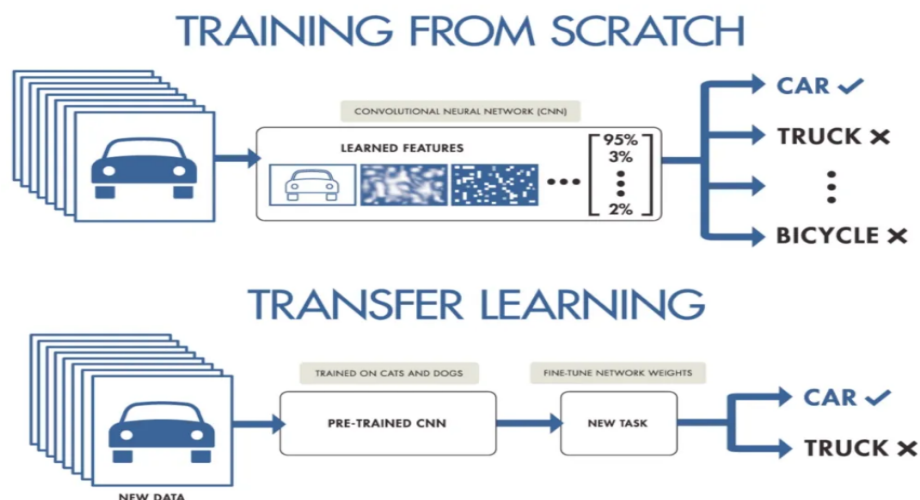 TRAINING FROM SCRATCH
CONVOLUTIONAL NEURAL NETWORK (CNN)
LEARNED FEATURES
95%
3%
2%
CAR ✓
TRUCK ✗
BICYCLE ✗
TRANSFER LEARNING
TRAINED ON CATS AND DOGS
FINE-TUNE NETWORK WEIGHTS
PRE-TRAINED CNN
NEW TASK
CAR ✓
TRUCK ✗
NEW DATA